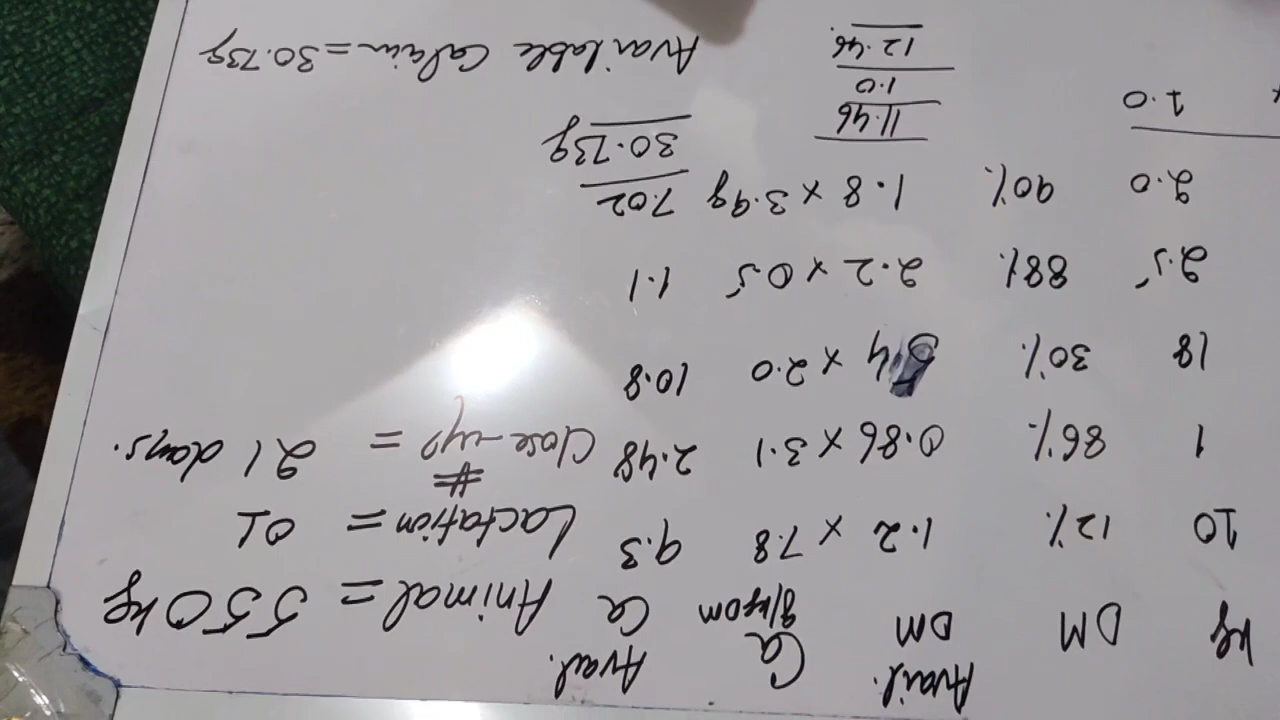 Avail. Ca Avail.
kg DM DM g/kgDM Ca Animal = 550kg
10 12% 1.2 × 7.8 9.3 Lactation = 01
#
1 86% 0.86 × 3.1 2.48 Close-up = 21 days.
18 30% 5.4 × 2.0 10.8
2.5 88% 2.2 × 0.5 1.1
2.0 90% 1.8 × 3.9g 7.02
11.46 30.73g
1.0 1.0
12.46. Available Calcium = 30.73g